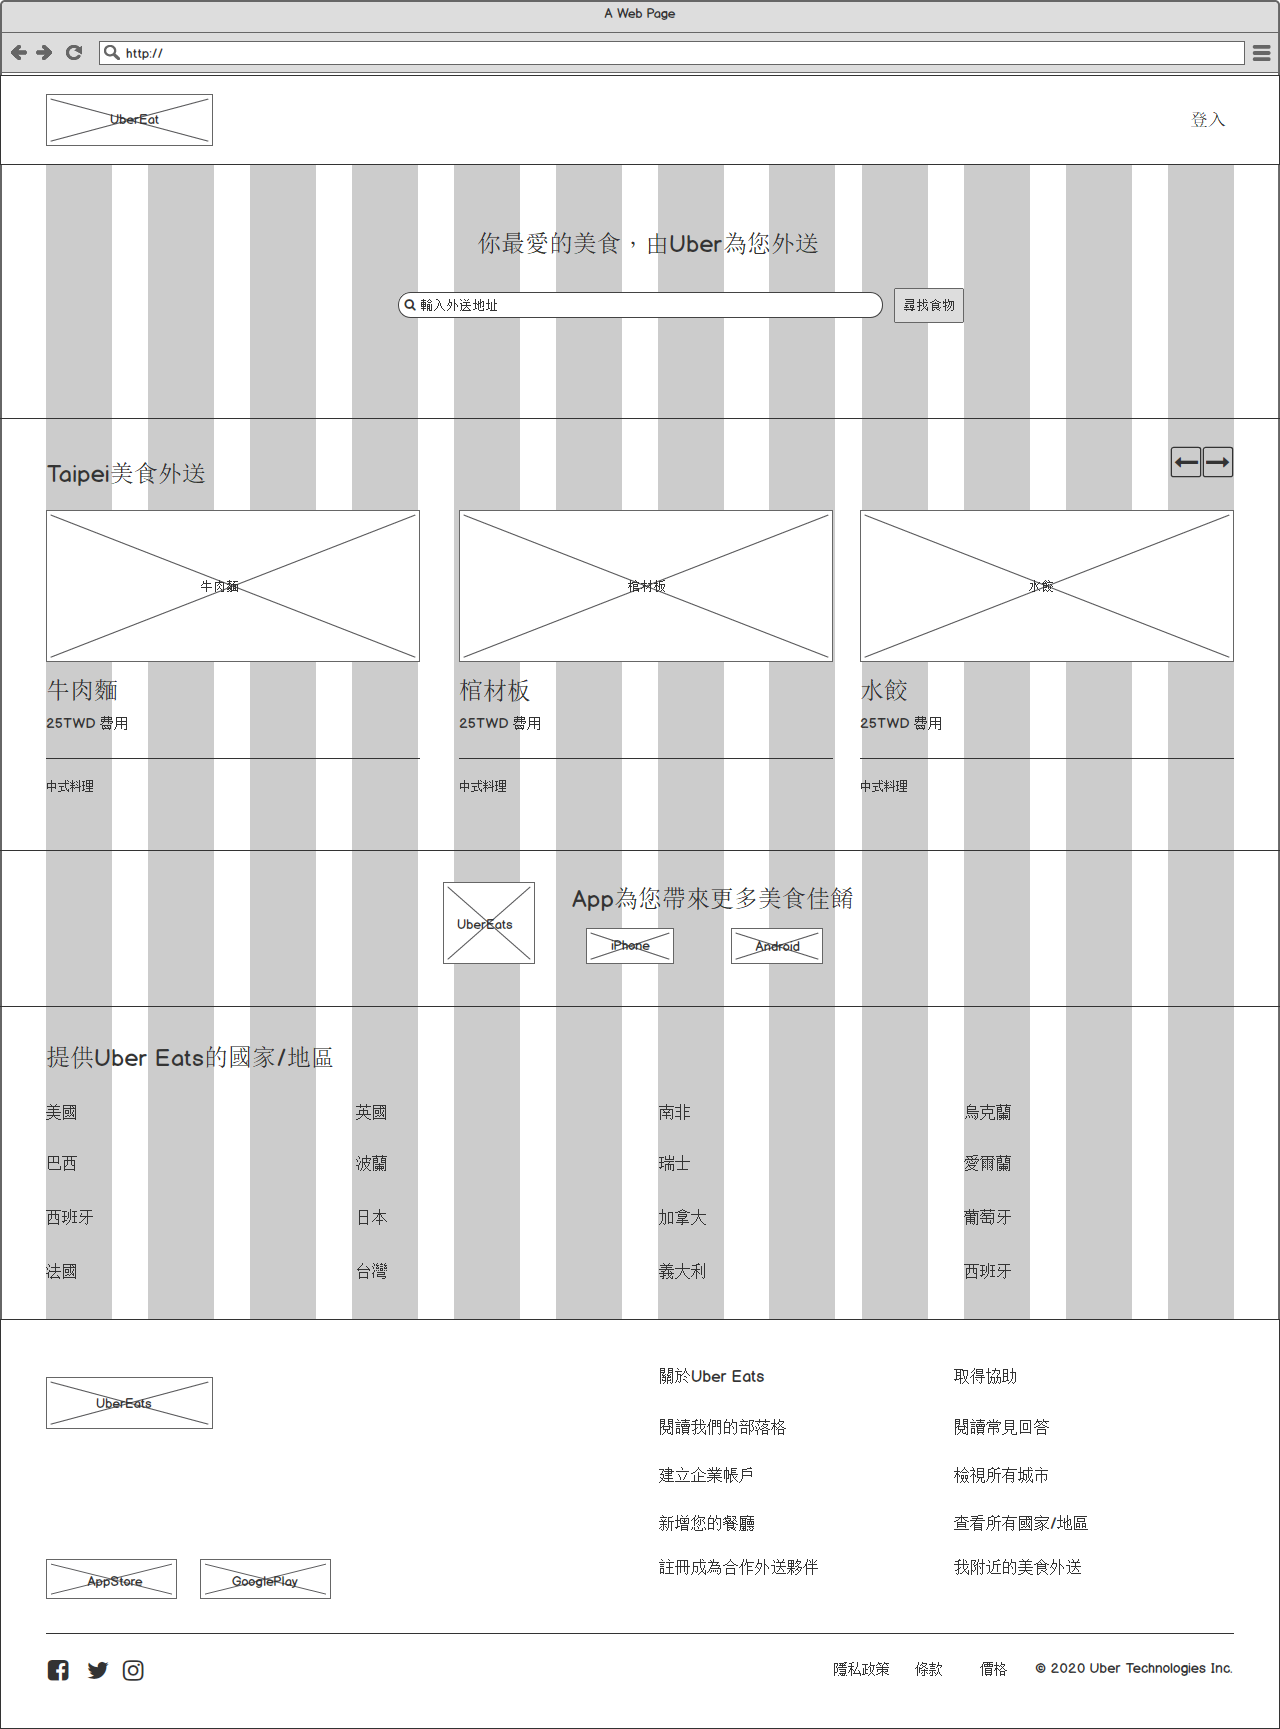 A Web Page
http://
UberEat
登入
你最愛的美食，由Uber為您外送
輸入外送地址
尋找食物
Taipei美食外送
牛肉麵
棺材板
水餃
牛肉麵
棺材板
水餃
25TWD 費用
25TWD 費用
25TWD 費用
中式料理
中式料理
中式料理
UberEats
App為您帶來更多美食佳餚
iPhone
Android
提供Uber Eats的國家/地區
美國
英國
南非
烏克蘭
巴西
波蘭
瑞士
愛爾蘭
西班牙
日本
加拿大
葡萄牙
法國
台灣
義大利
西班牙
UberEats
關於Uber Eats
取得協助
閱讀我們的部落格
閱讀常見回答
建立企業帳戶
檢視所有城市
新增您的餐廳
查看所有國家/地區
註冊成為合作外送夥伴
我附近的美食外送
AppStore
GooglePlay
隱私政策
條款
價格
© 2020 Uber Technologies Inc.